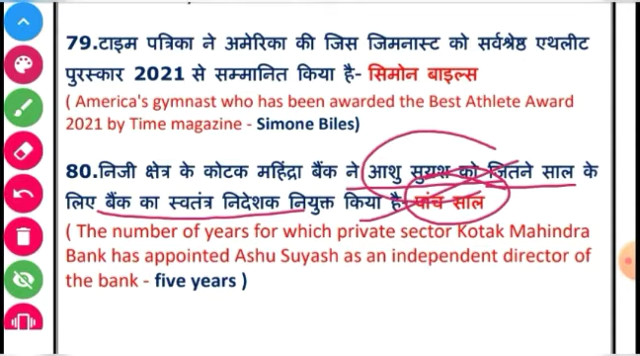 79.टाइम पत्रिका ने अमेरिका की जिस जिमनास्ट को सर्वश्रेष्ठ एथलीट
पुरस्कार 2021 से सम्मानित किया है- सिमोन बाइल्स
( America's gymnast who has been awarded the Best Athlete Award
2021 by Time magazine - Simone Biles)
80.निजी क्षेत्र के कोटक महिंद्रा बैंक ने आशु सुयश को जितने साल के
लिए बैंक का स्वतंत्र निदेशक नियुक्त किया है- पांच साल
( The number of years for which private sector Kotak Mahindra
Bank has appointed Ashu Suyash as an independent director of
the bank - five years )